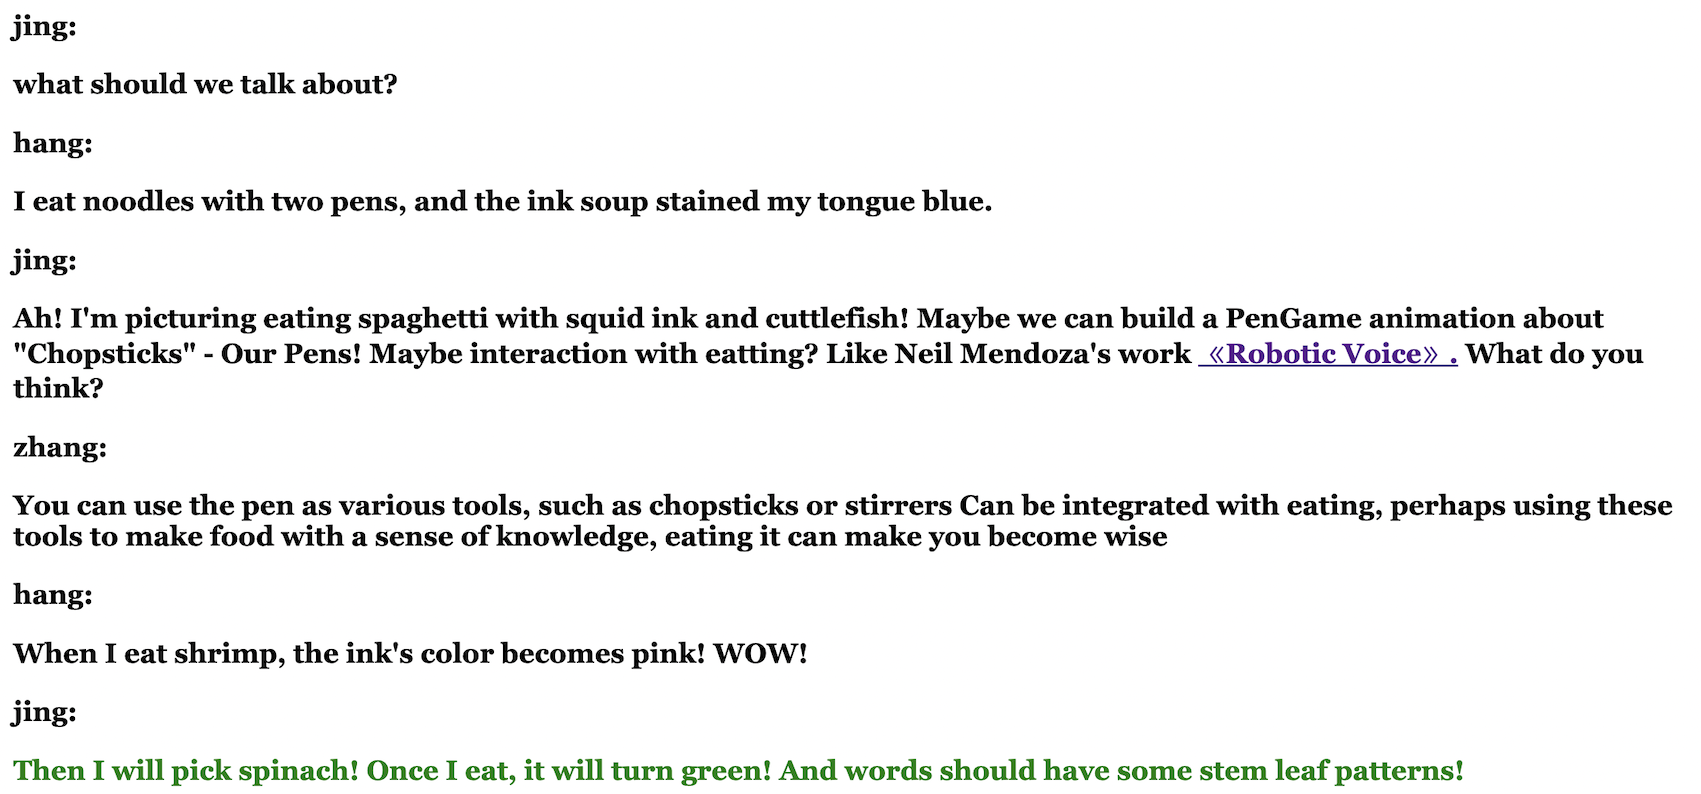 jing:
what should we talk about?
hang:
I eat noodles with two pens, and the ink soup stained my tongue blue.
jing:
Ah! I'm picturing eating spaghetti with squid ink and cuttlefish! Maybe we can build a PenGame animation about
"Chopsticks" - Our Pens! Maybe interaction with eatting? Like Neil Mendoza's work 《Robotic Voice》. What do you
think?
zhang:
You can use the pen as various tools, such as chopsticks or stirrers Can be integrated with eating, perhaps using these
tools to make food with a sense of knowledge, eating it can make you become wise
hang:
When I eat shrimp, the ink's color becomes pink! WOW!
jing:
Then I will pick spinach! Once I eat, it will turn green! And words should have some stem leaf patterns!